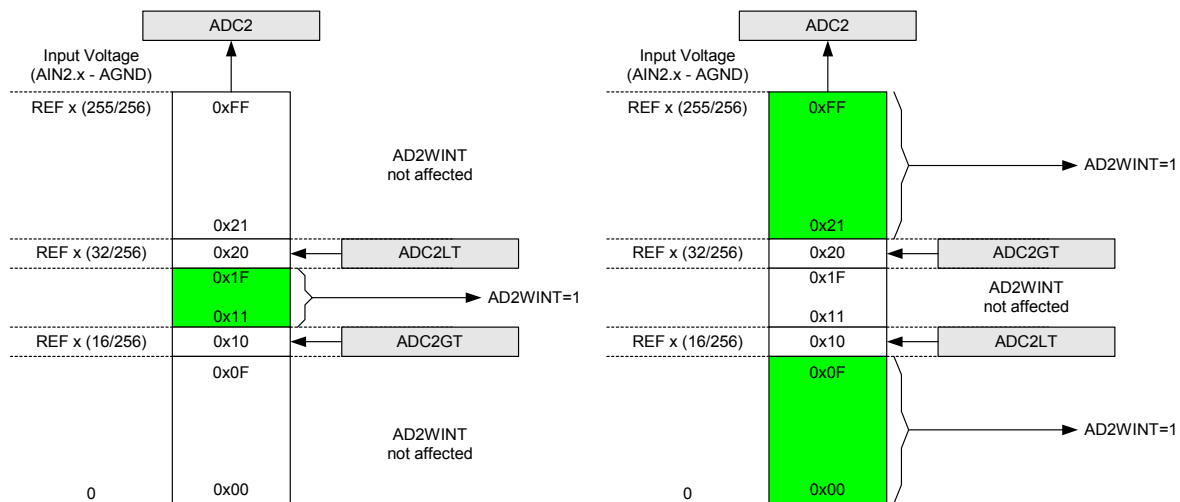 ADC2
Input Voltage
(AIN2.x - AGND)
REF x (255/256)
0xFF
AD2WINT
not affected
0x21
REF x (32/256)
0x20
ADC2LT
0x1F
AD2WINT=1
0x11
REF x (16/256)
0x10
ADC2GT
0x0F
AD2WINT
not affected
0
0x00
ADC2
Input Voltage
(AIN2.x - AGND)
REF x (255/256)
0xFF
AD2WINT=1
0x21
REF x (32/256)
0x20
ADC2GT
0x1F
AD2WINT
not affected
0x11
REF x (16/256)
0x10
ADC2LT
0x0F
AD2WINT=1
0
0x00